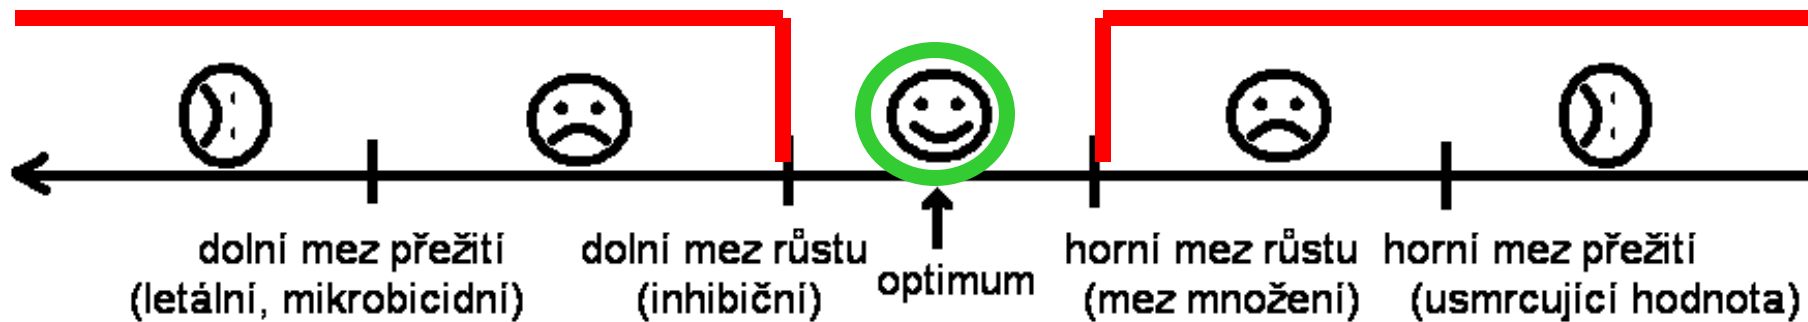 dolní mez přežití
(letální, mikrobicidní)
dolní mez růstu
(inhibiční)
optimum
horní mez růstu
(mez množení)
horní mez přežití
(usmrcující hodnota)